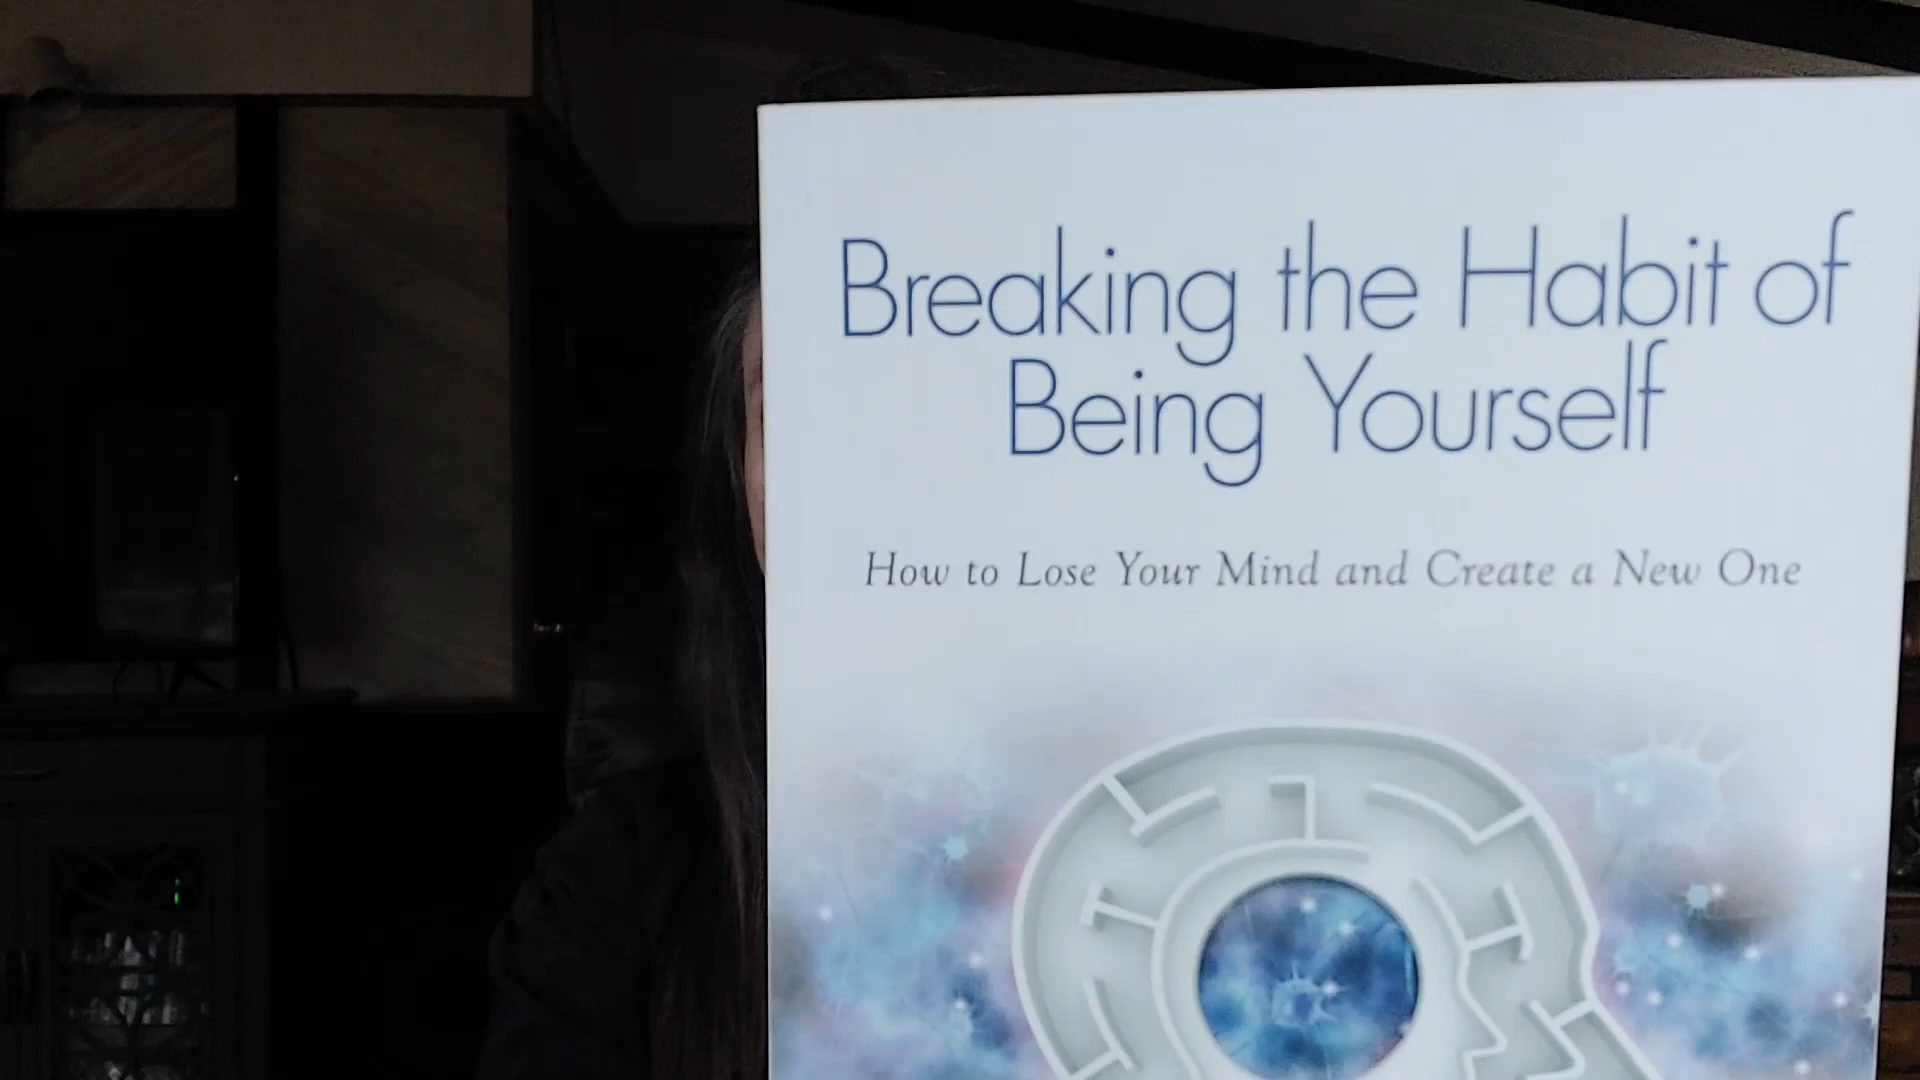 Breaking the Habit of
Being Yourself
How to Lose Your Mind and Create a New One